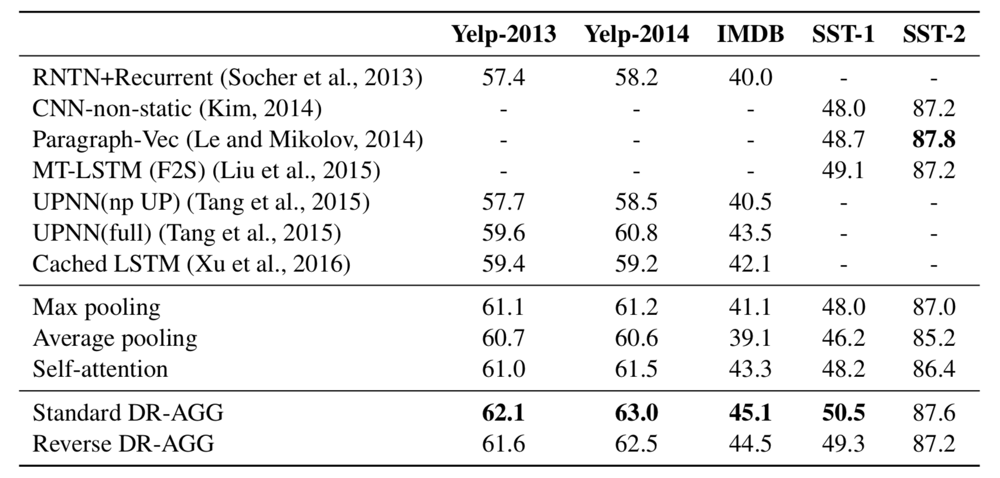 Yelp-2013 Yelp-2014 IMDB SST-1 SST-2
RNTN+Recurrent (Socher et al., 2013) 57.4 58.2 40.0 - -
CNN-non-static (Kim, 2014) - - - 48.0 87.2
Paragraph-Vec (Le and Mikolov, 2014) - - - 48.7 87.8
MT-LSTM (F2S) (Liu et al., 2015) - - - 49.1 87.2
UPNN(np UP) (Tang et al., 2015) 57.7 58.5 40.5 - -
UPNN(full) (Tang et al., 2015) 59.6 60.8 43.5 - -
Cached LSTM (Xu et al., 2016) 59.4 59.2 42.1 - -
Max pooling 61.1 61.2 41.1 48.0 87.0
Average pooling 60.7 60.6 39.1 46.2 85.2
Self-attention 61.0 61.5 43.3 48.2 86.4
Standard DR-AGG 62.1 63.0 45.1 50.5 87.6
Reverse DR-AGG 61.6 62.5 44.5 49.3 87.2